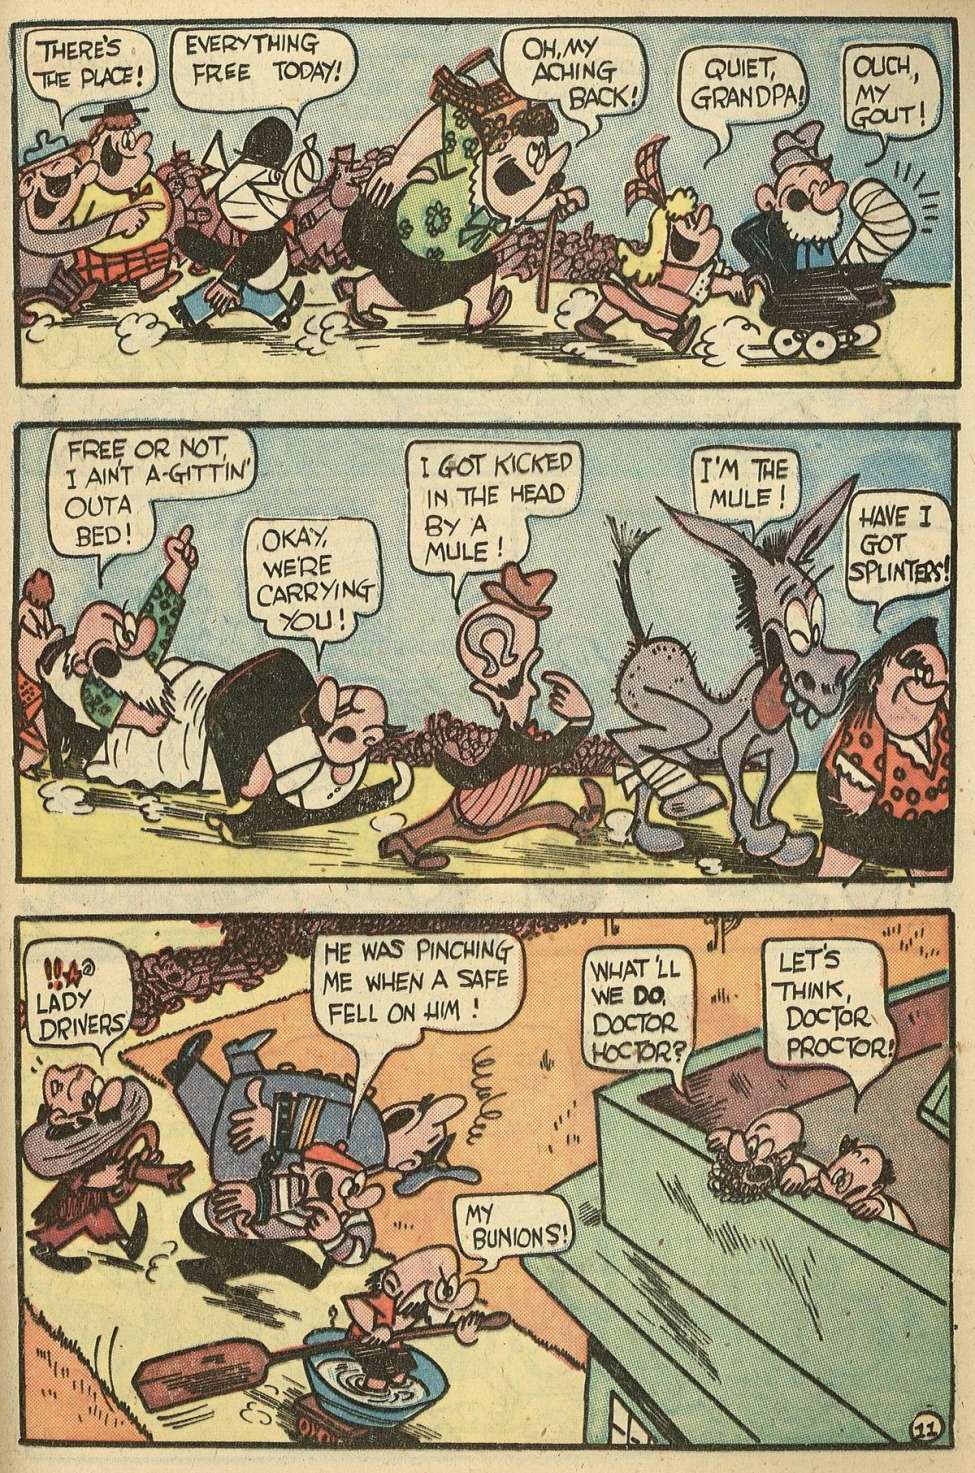 THERE'S
THE PLACE!
EVERYTHING
FREE TODAY!
OH, MY
ACHING
BACK!
QUIET,
GRANDPA!
OUCH,
MY
GOUT!
FREE OR NOT,
I AIN'T A-GITTIN'
OUTA
BED!
OKAY,
WE'RE
CARRYING
YOU!
I GOT KICKED
IN THE HEAD
BY A
MULE!
I'M THE
MULE!
HAVE I
GOT
SPLINTERS!
!!★@
LADY
DRIVERS
HE WAS PINCHING
ME WHEN A SAFE
FELL ON HIM!
MY
BUNIONS!
WHAT'LL
WE DO,
DOCTOR
HOCTOR?
LET'S
THINK,
DOCTOR
PROCTOR!
11